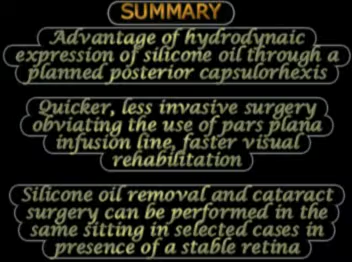 SUMMARY
Advantage of hydrodynaic
expression of silicone oil through a
planned posterior capsulorhexis
Quicker, less invasive surgery
obviating the use of pars plana
infusion line, faster visual
rehabilitation
Silicone oil removal and cataract
surgery can be performed in the
same sitting in selected cases in
presence of a stable retina